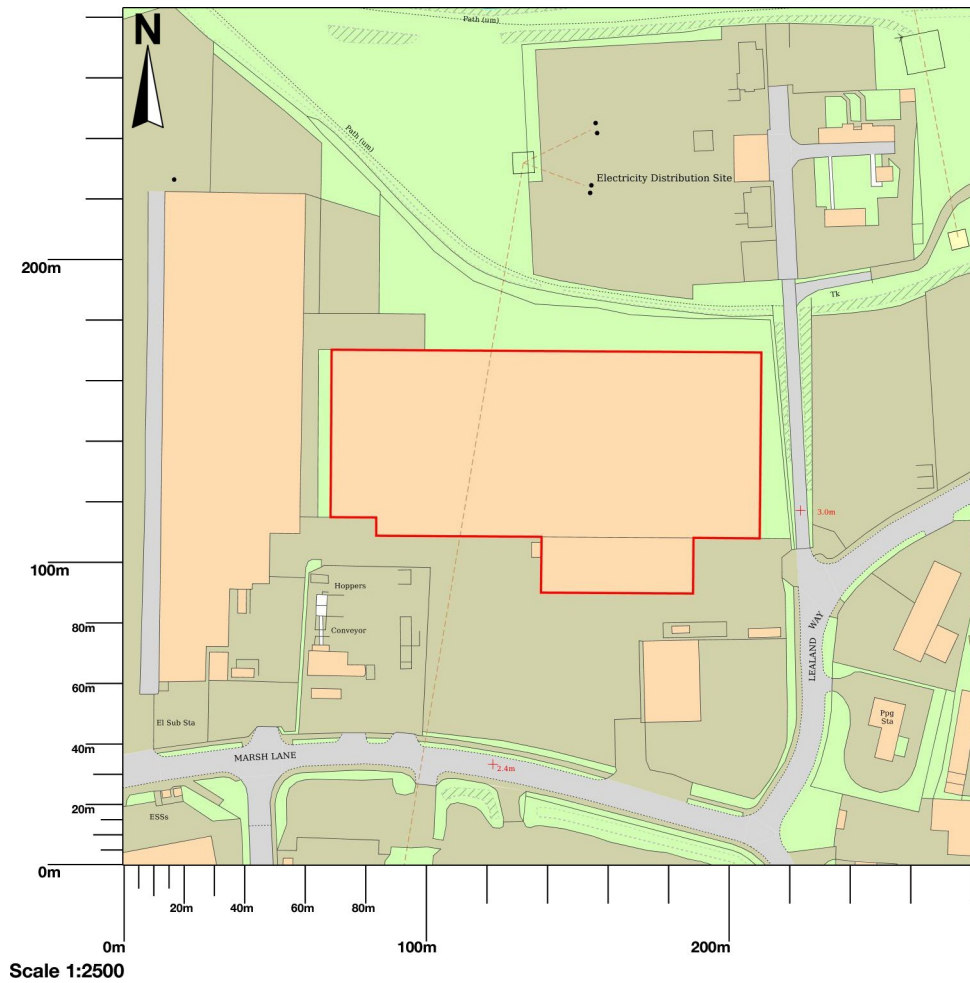 Path (um)
N
Path (um)
Electricity Distribution Site
200m
Tk
3.0m
100m
Hoppers
80m
Conveyor
LEALAND WAY
60m
El Sub Sta
Ppg
Sta
40m
MARSH LANE
2.4m
20m
ESSs
0m
20m
40m
60m
80m
0m
100m
200m
Scale 1:2500